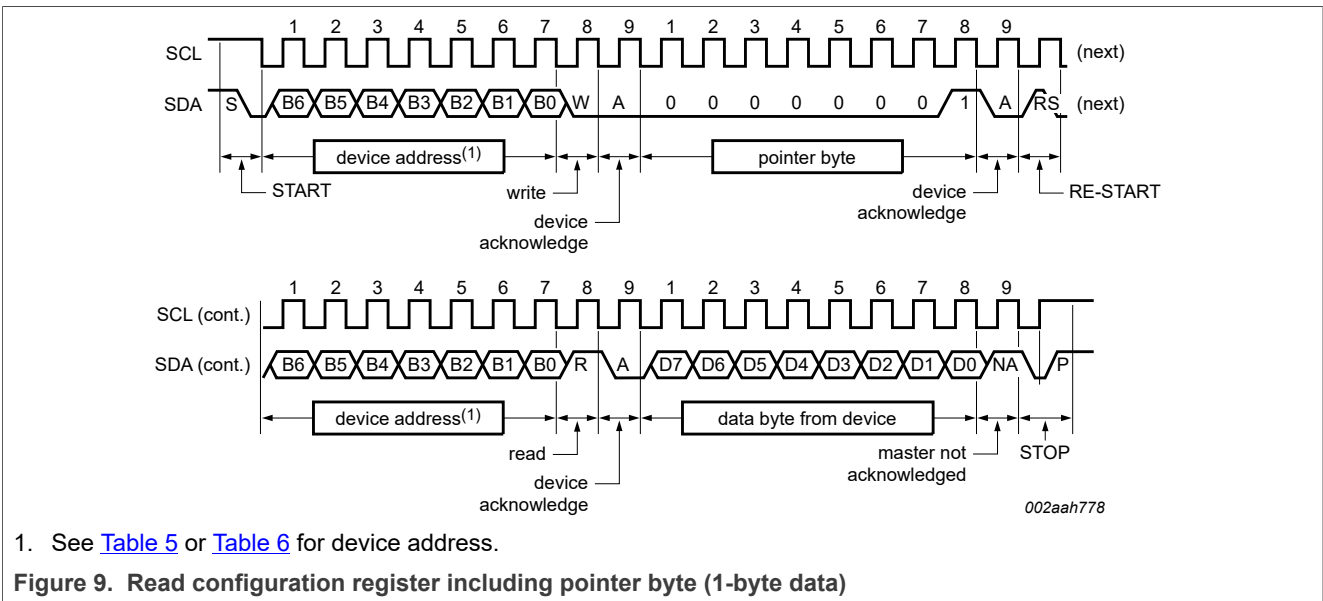 1 2 3 4 5 6 7 8 9 1 2 3 4 5 6 7 8 9
SCL (next)
SDA S B6 B5 B4 B3 B2 B1 B0 W A 0 0 0 0 0 0 0 1 A RS (next)
device address(1) pointer byte
START write device RE-START
device acknowledge
acknowledge
1 2 3 4 5 6 7 8 9 1 2 3 4 5 6 7 8 9
SCL (cont.)
SDA (cont.) B6 B5 B4 B3 B2 B1 B0 R A D7 D6 D5 D4 D3 D2 D1 D0 NA P
device address(1) data byte from device
read master not STOP
device acknowledged
acknowledge 002aah778
1. See Table 5 or Table 6 for device address.
Figure 9. Read configuration register including pointer byte (1-byte data)